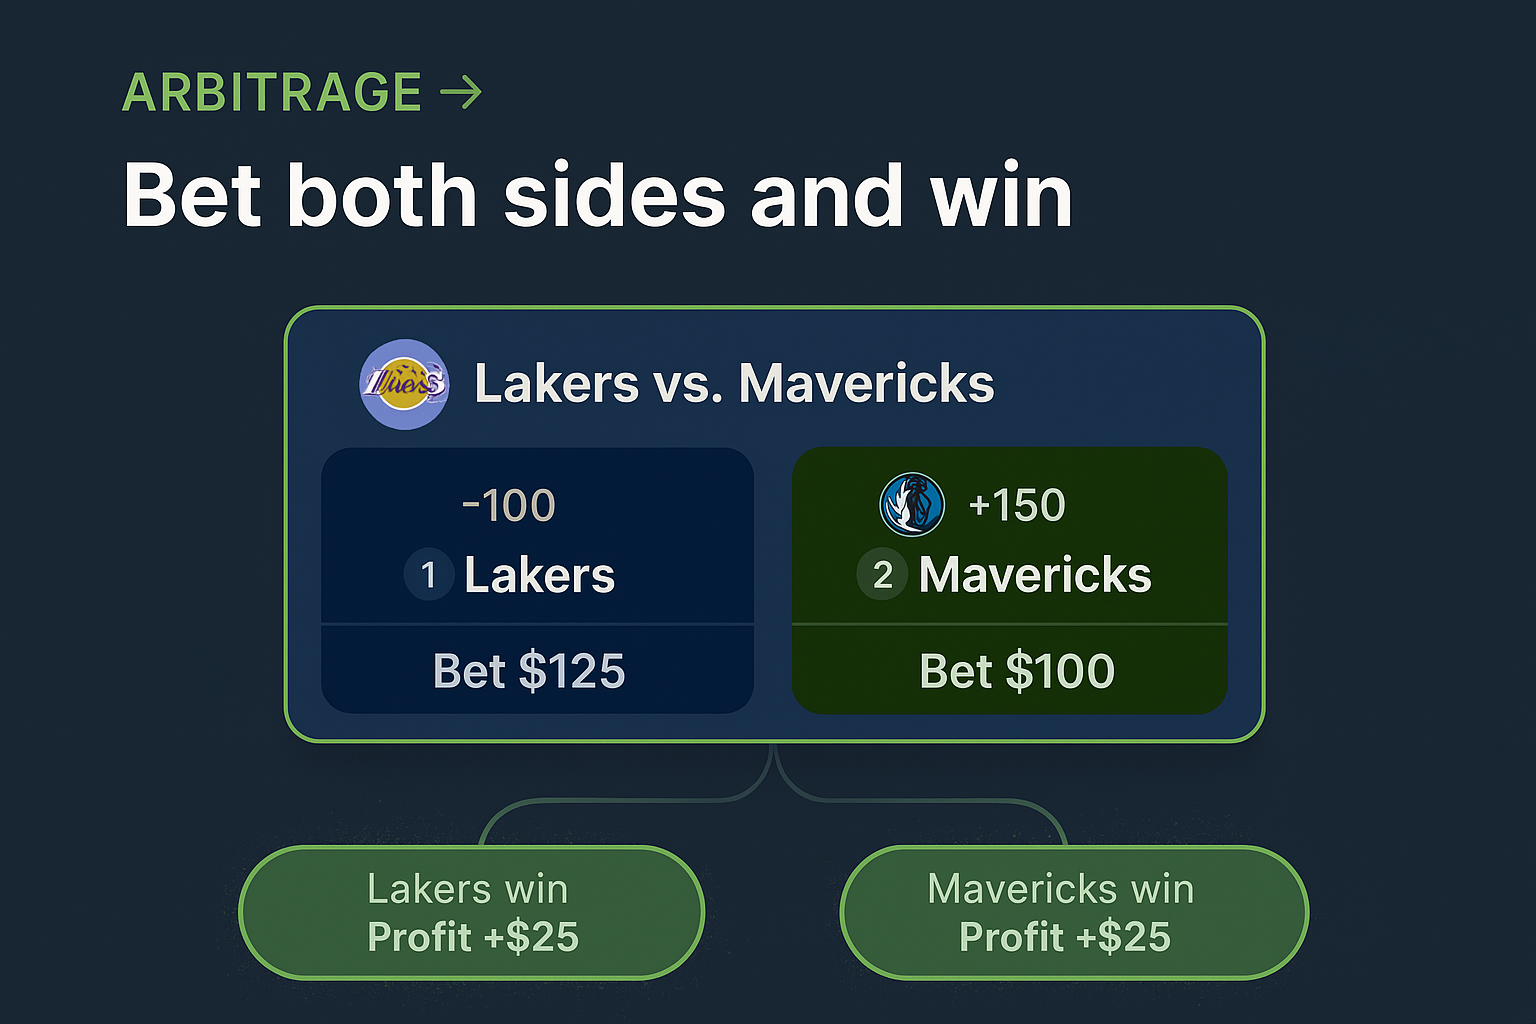 ARBITRAGE →
Bet both sides and win
Lakers vs. Mavericks
-100
1 Lakers
Bet $125
+150
2 Mavericks
Bet $100
Lakers win
Profit +$25
Mavericks win
Profit +$25